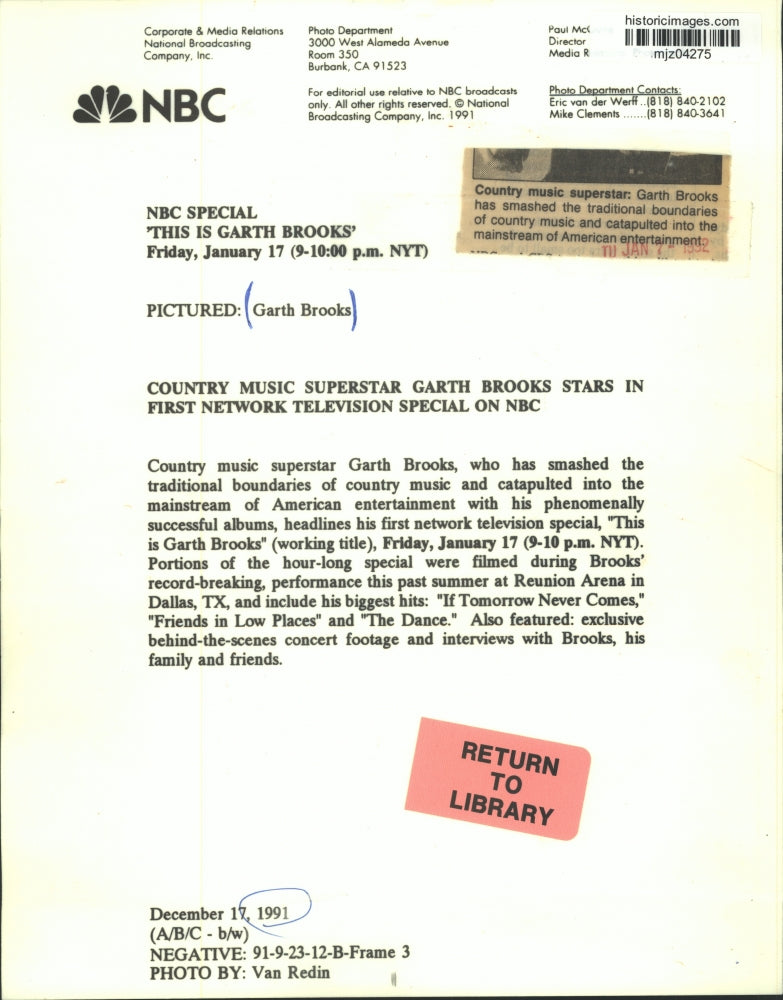 Corporate & Media Relations
National Broadcasting
Company, Inc.
NBC
Photo Department
3000 West Alameda Avenue
Room 350
Burbank, CA 91523
For editorial use relative to NBC broadcasts
only. All other rights reserved. © National
Broadcasting Company, Inc. 1991
Paul
Director
Media
historicimages.com
mjz04275
Photo Department Contacts:
Eric van der Werff..(818) 840-2102
Mike Clements .......(818) 840-3641
Country music superstar: Garth Brooks
has smashed the traditional boundaries
of country music and catapulted into the
mainstream of American entertainment.
JAN 7 - 1992
NBC SPECIAL
'THIS IS GARTH BROOKS'
Friday, January 17 (9-10:00 p.m. NYT)
PICTURED: (Garth Brooks)
COUNTRY MUSIC SUPERSTAR GARTH BROOKS STARS IN
FIRST NETWORK TELEVISION SPECIAL ON NBC
Country music superstar Garth Brooks, who has smashed the
traditional boundaries of country music and catapulted into the
mainstream of American entertainment with his phenomenally
successful albums, headlines his first network television special, "This
is Garth Brooks" (working title), Friday, January 17 (9-10 p.m. NYT).
Portions of the hour-long special were filmed during Brooks'
record-breaking, performance this past summer at Reunion Arena in
Dallas, TX, and include his biggest hits: "If Tomorrow Never Comes,"
"Friends in Low Places" and "The Dance." Also featured: exclusive
behind-the-scenes concert footage and interviews with Brooks, his
family and friends.
RETURN
TO
LIBRARY
December 17, 1991
(A/B/C - b/w)
NEGATIVE: 91-9-23-12-B-Frame 3
PHOTO BY: Van Redin